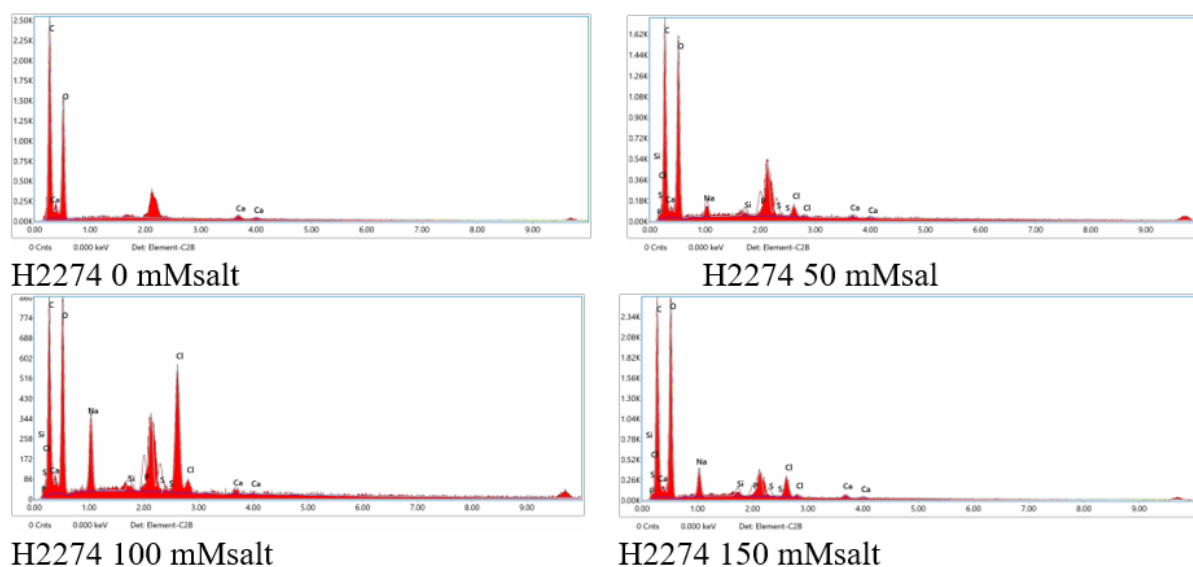 2.50K
2.25K
2.00K
1.75K
1.50K
1.25K
1.00K
0.75K
0.50K
0.25K
0.00K
C
O
Ca
Ca
Ca
0.00 1.00 2.00 3.00 4.00 5.00 6.00 7.00 8.00 9.00
0 Cnts 0.000 keV Det: Element-C2B
H2274 0 mMsalt
1.62K
1.44K
1.26K
1.08K
0.90K
0.72K
0.54K
0.36K
0.18K
0.00K
C
O
Si
Cl
S
Ca
P
Na
Si
P
S
S
Cl
Cl
Ca
Ca
0.00 1.00 2.00 3.00 4.00 5.00 6.00 7.00 8.00 9.00
0 Cnts 0.000 keV Det: Element-C2B
H2274 50 mMsal
774
688
602
516
430
344
258
172
86
0
C
O
Si
Cl
S
Ca
Na
Si
P
S
S
Cl
Cl
Ca
Ca
0.00 1.00 2.00 3.00 4.00 5.00 6.00 7.00 8.00 9.00
0 Cnts 0.000 keV Det: Element-C2B
H2274 100 mMsalt
2.34K
2.08K
1.82K
1.56K
1.30K
1.04K
0.78K
0.52K
0.26K
0.00K
C
O
Si
Cl
S
Ca
P
Na
Si
P
S
S
Cl
Cl
Ca
Ca
0.00 1.00 2.00 3.00 4.00 5.00 6.00 7.00 8.00 9.00
0 Cnts 0.000 keV Det: Element-C2B
H2274 150 mMsalt